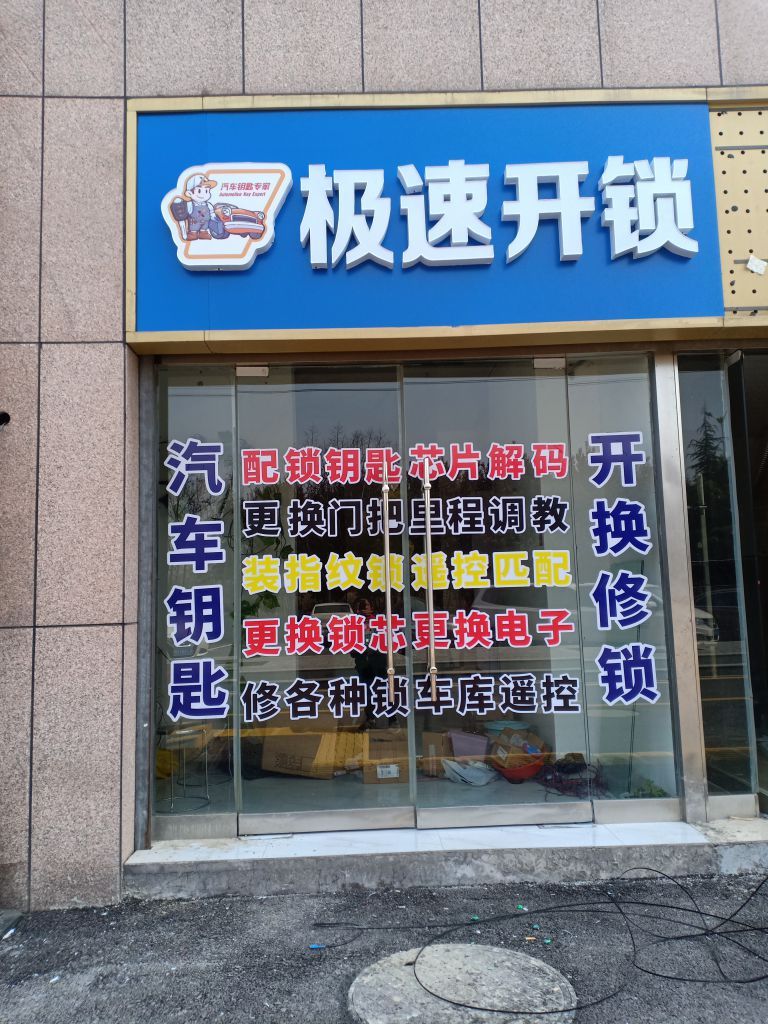 汽车钥匙专家
Automotive Key Expert
极速开锁
汽车钥匙
配锁钥匙 芯片解码
更换门把 里程调教
装指纹锁 遥控匹配
更换锁芯 更换电子
修各种锁 车库遥控
开换修锁